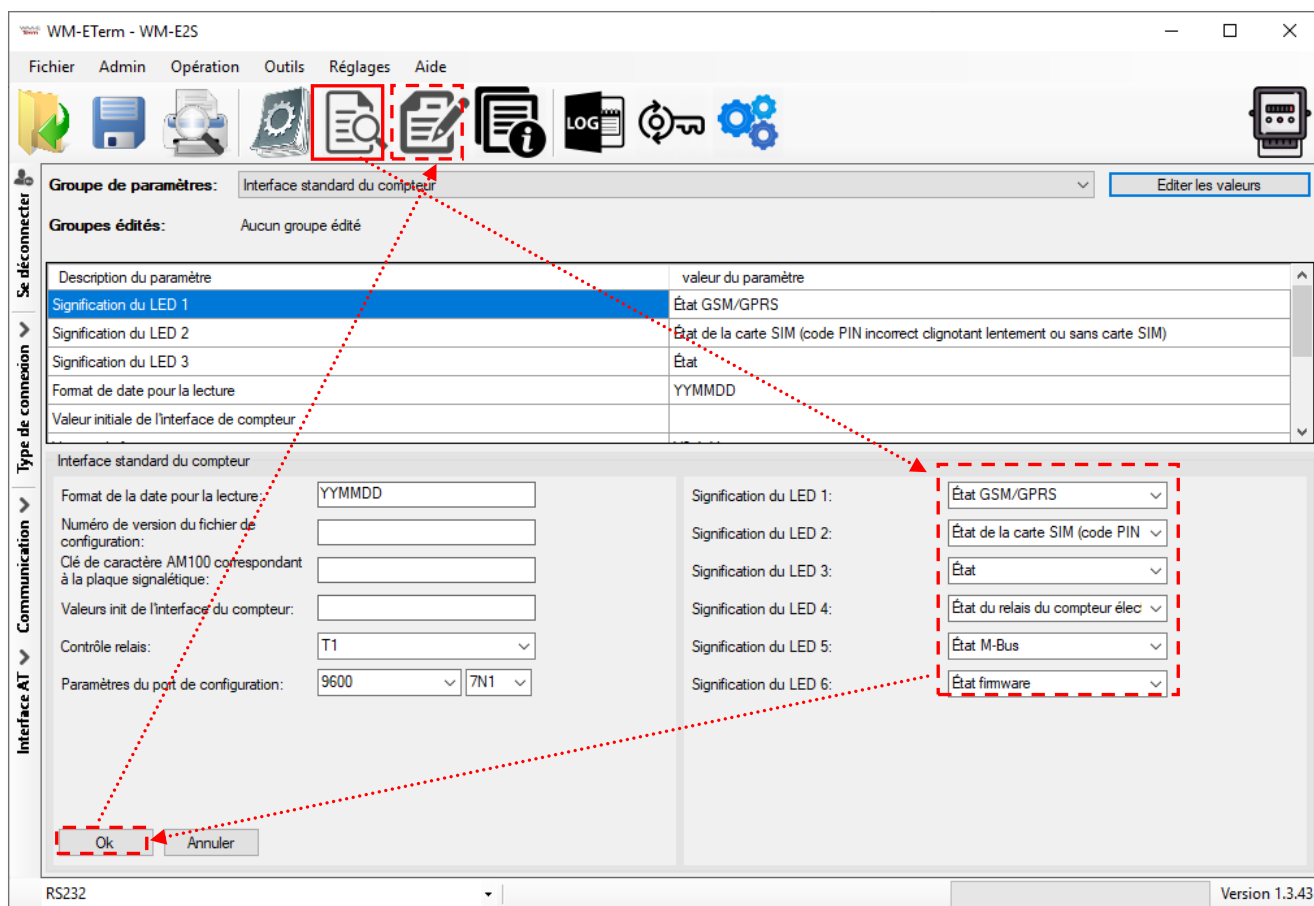 WM-ETerm - WM-E2S
Fichier Admin Opération Outils Réglages Aide
LOG
Groupe de paramètres: Interface standard du compteur Editer les valeurs
Groupes édités: Aucun groupe édité
Se déconnecter
Type de connexion
Communication
Interface AT
Description du paramètre valeur du paramètre
Signification du LED 1 État GSM/GPRS
Signification du LED 2 État de la carte SIM (code PIN incorrect clignotant lentement ou sans carte SIM)
Signification du LED 3 État
Format de date pour la lecture YYMMDD
Valeur initiale de l'interface de compteur
Interface standard du compteur
Format de la date pour la lecture: YYMMDD
Numéro de version du fichier de
configuration:
Clé de caractère AM100 correspondant
à la plaque signalétique:
Valeurs init de l'interface du compteur:
Contrôle relais: T1
Paramètres du port de configuration: 9600 7N1
Signification du LED 1: État GSM/GPRS
Signification du LED 2: État de la carte SIM (code PIN
Signification du LED 3: État
Signification du LED 4: État du relais du compteur élec
Signification du LED 5: État M-Bus
Signification du LED 6: État firmware
Ok Annuler
RS232 Version 1.3.43